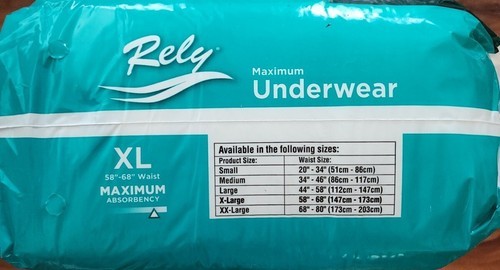 Rely
Maximum
Underwear
XL
58"-68" Waist
MAXIMUM
ABSORBENCY
Available in the following sizes:
Product Size: Waist Size:
Small 20" - 34" (51cm - 86cm)
Medium 34" - 46" (86cm - 117cm)
Large 44" - 58" (112cm - 147cm)
X-Large 58" - 68" (147cm - 173cm)
XX-Large 68" - 80" (173cm - 203cm)